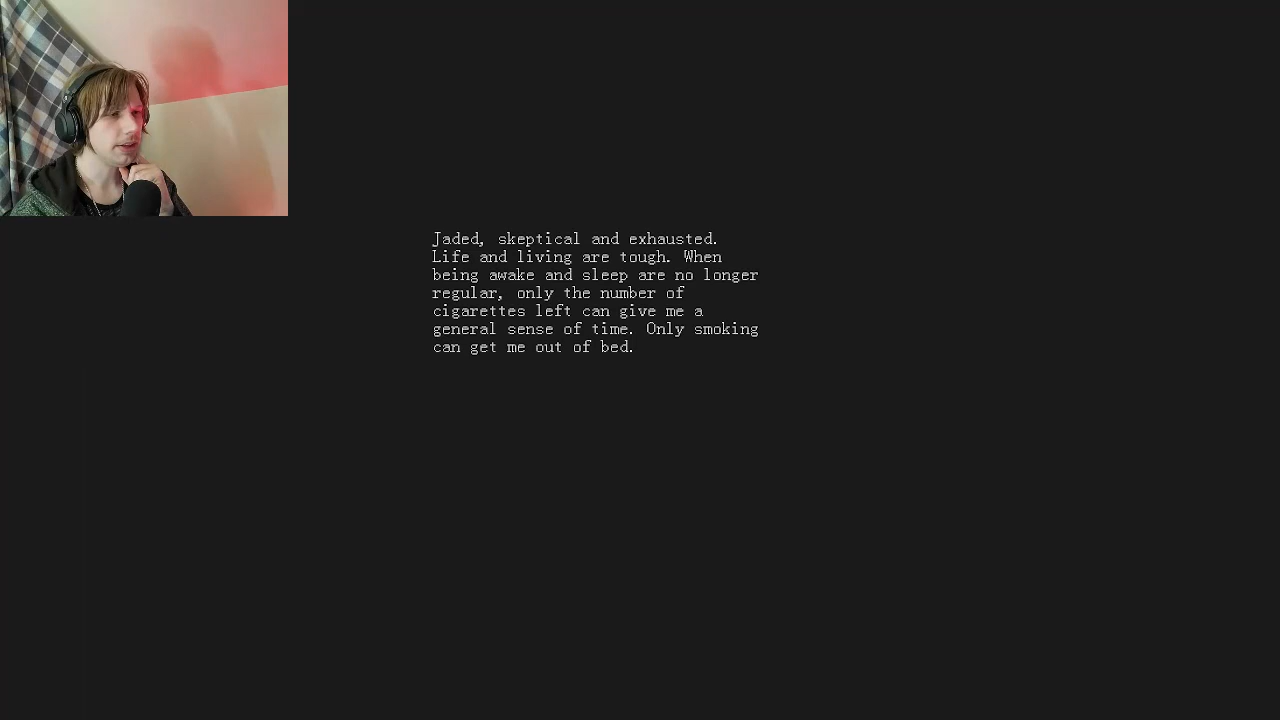 Jaded, skeptical and exhausted.
Life and living are tough. When
being awake and sleep are no longer
regular, only the number of
cigarettes left can give me a
general sense of time. Only smoking
can get me out of bed.